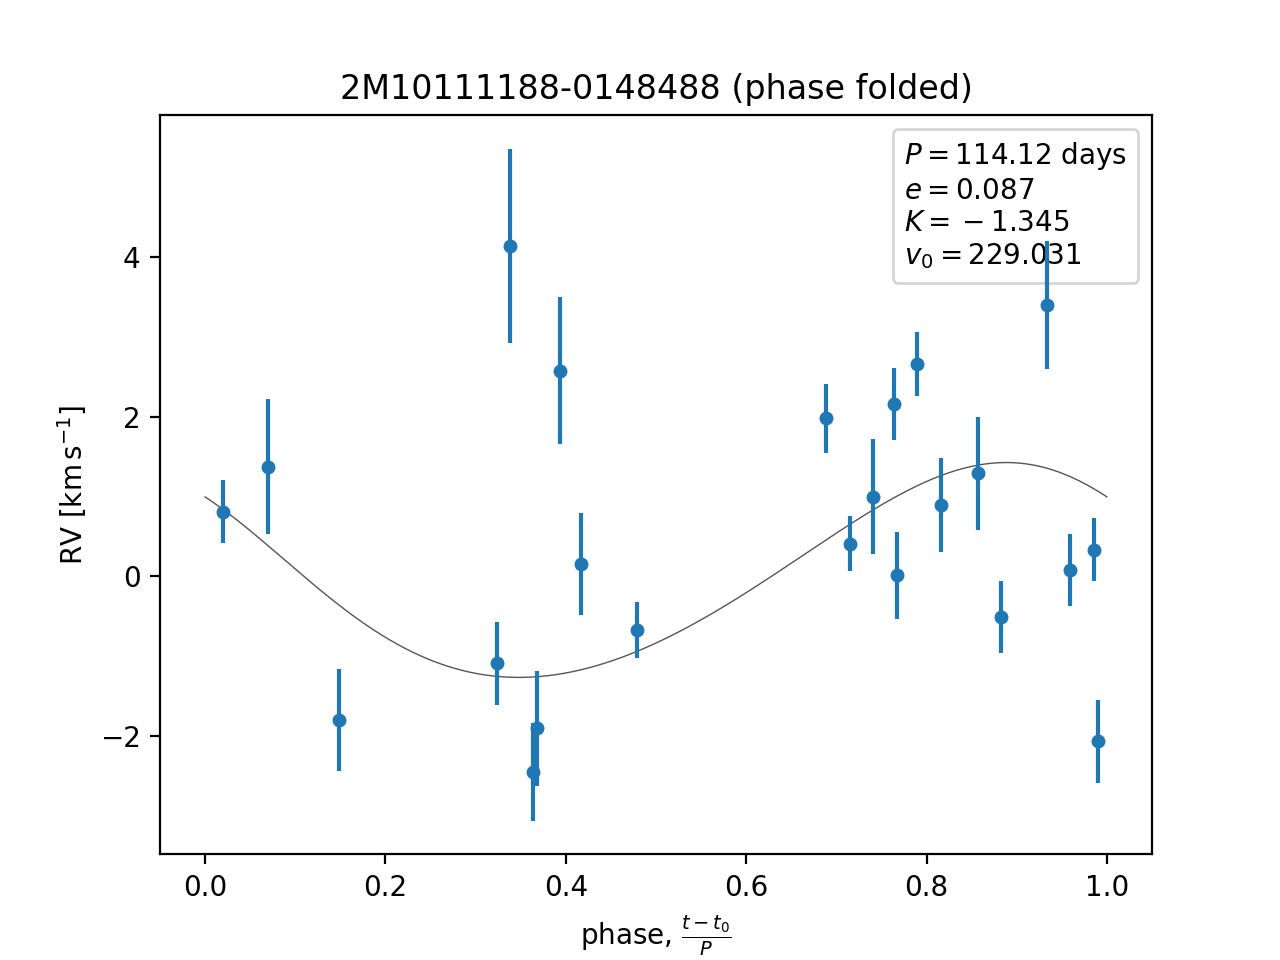 2M10111188-0148488 (phase folded)
P = 114.12 days
e = 0.087
K = −1.345
v₀ = 229.031
RV [km s⁻¹]
4
2
0
−2
0.0 0.2 0.4 0.6 0.8 1.0
phase, (t − t₀)/P